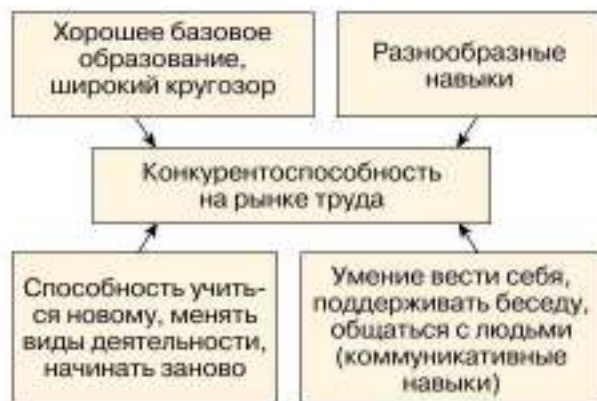 Хорошее базовое
образование,
широкий кругозор
Разнообразные
навыки
Конкурентоспособность
на рынке труда
Способность учить-
ся новому, менять
виды деятельности,
начинать заново
Умение вести себя,
поддерживать беседу,
общаться с людьми
(коммуникативные
навыки)